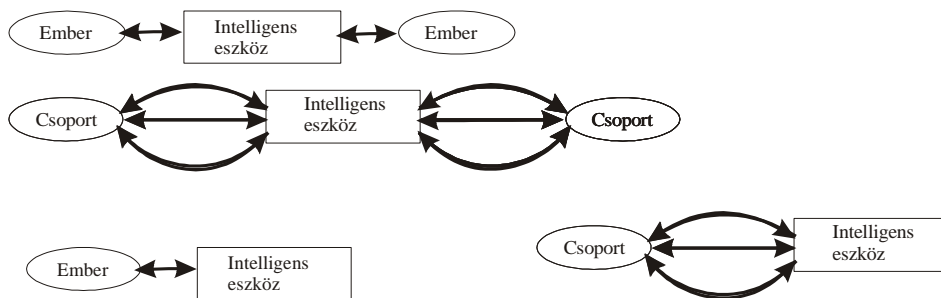 Ember
Intelligens
eszköz
Ember
Csoport
Intelligens
eszköz
Csoport
Ember
Intelligens
eszköz
Csoport
Intelligens
eszköz